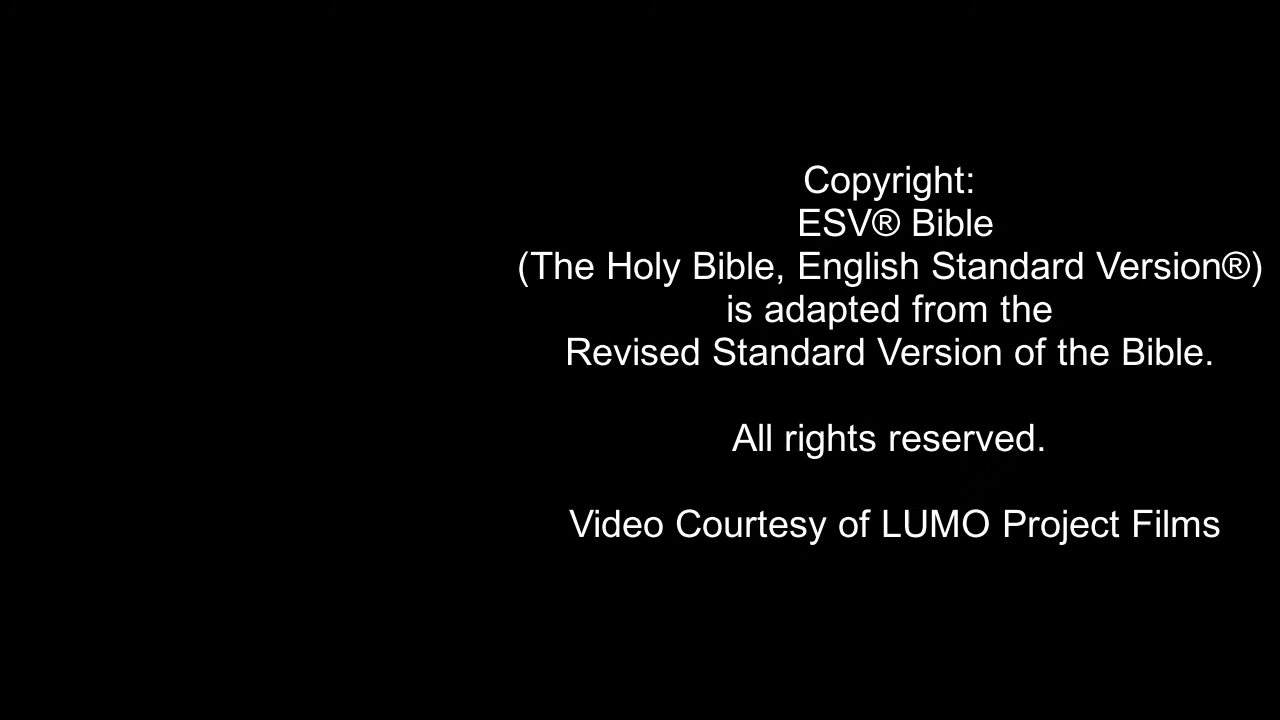 Copyright:
ESV® Bible
(The Holy Bible, English Standard Version®)
is adapted from the
Revised Standard Version of the Bible.
All rights reserved.
Video Courtesy of LUMO Project Films